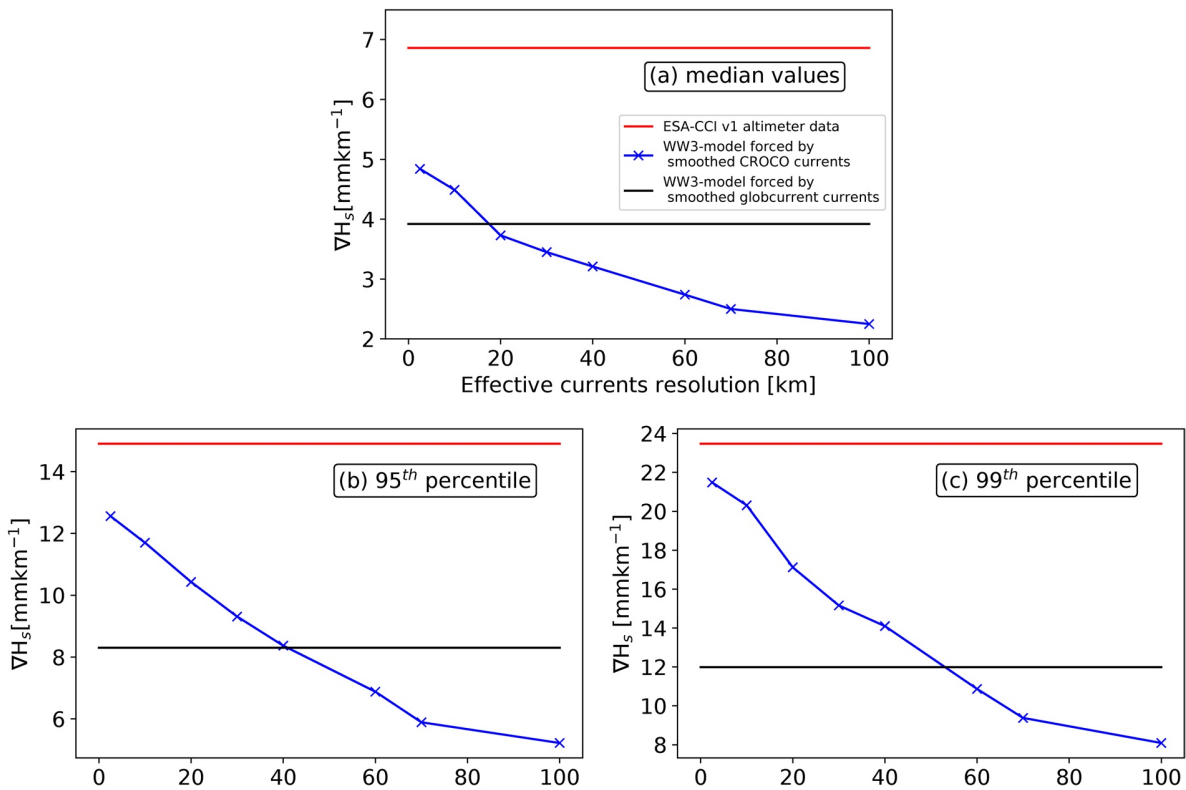 7
6
5
4
3
2
∇Hₛ[mmkm⁻¹]
(a) median values
ESA-CCI v1 altimeter data
WW3-model forced by
smoothed CROCO currents
WW3-model forced by
smoothed globcurrent currents
0 20 40 60 80 100
Effective currents resolution [km]
14
12
10
8
6
∇Hₛ[mmkm⁻¹]
(b) 95ᵗʰ percentile
0 20 40 60 80 100
24
22
20
18
16
14
12
10
8
∇Hₛ [mmkm⁻¹]
(c) 99ᵗʰ percentile
0 20 40 60 80 100